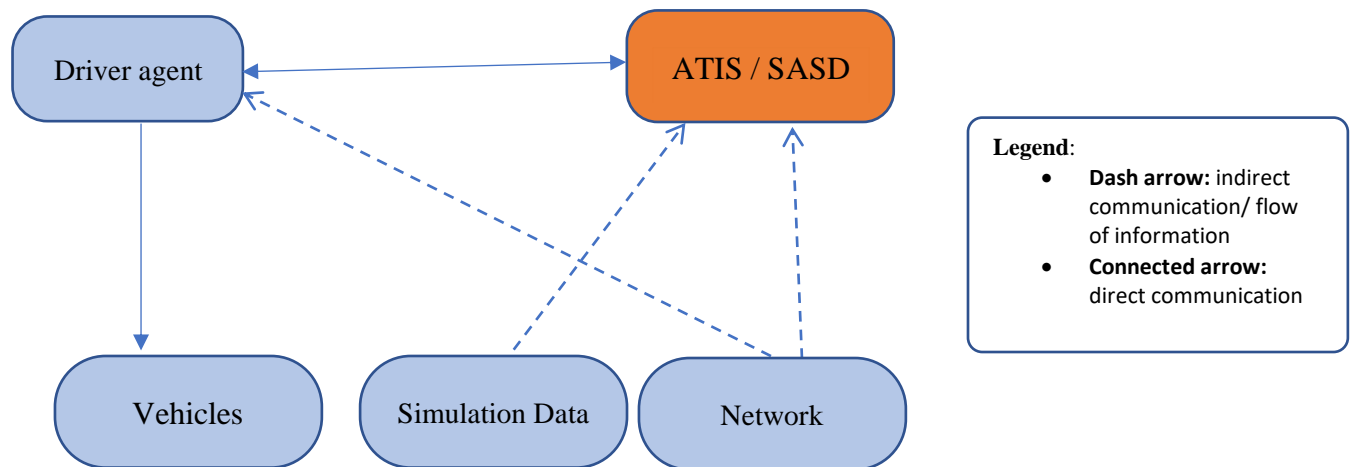 Driver agent
ATIS / SASD
Legend:
• Dash arrow: indirect
communication/ flow
of information
• Connected arrow:
direct communication
Vehicles
Simulation Data
Network